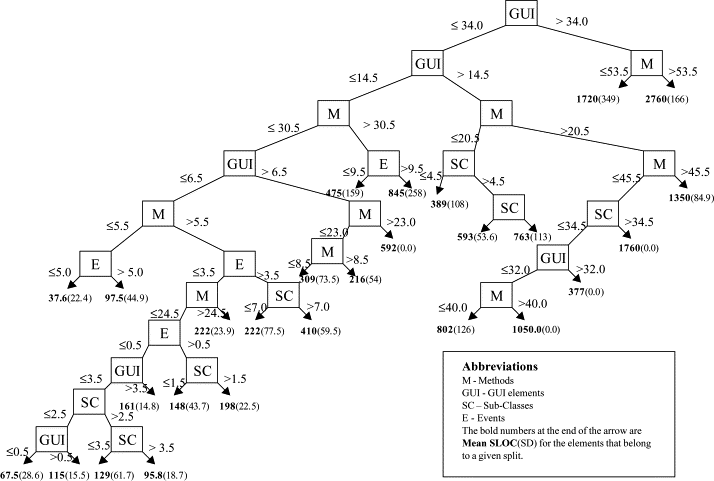 GUI
≤ 34.0 > 34.0
GUI M
≤14.5 > 14.5 ≤53.5 >53.5
1720(349) 2760(166)
M M
≤ 30.5 > 30.5 ≤20.5 >20.5
GUI E SC M
≤6.5 > 6.5 ≤9.5 >9.5 ≤4.5 >4.5 ≤45.5 >45.5
475(159) 845(258) 389(108) 1350(84.9)
M M SC SC
≤5.5 >5.5 ≤23.0 >23.0 593(53.6) 763(113) ≤34.5 >34.5
592(0.0) 1760(0.0)
E E M GUI
≤5.0 > 5.0 ≤3.5 >3.5 ≤8.5 >8.5 ≤32.0 >32.0
37.6(22.4) 97.5(44.9) 309(73.5) 216(54) 377(0.0)
M SC M
≤24.5 >24.5 ≤7.0 >7.0 ≤40.0 >40.0
222(23.9) 222(77.5) 410(59.5) 802(126) 1050.0(0.0)
E
≤0.5 >0.5
GUI SC
≤3.5 >3.5 ≤1.5 >1.5
161(14.8) 148(43.7) 198(22.5)
SC
≤2.5 >2.5
GUI SC
≤0.5 >0.5 ≤3.5 > 3.5
67.5(28.6) 115(15.5) 129(61.7) 95.8(18.7)
Abbreviations
M - Methods
GUI - GUI elements
SC – Sub-Classes
E - Events
The bold numbers at the end of the arrow are
Mean SLOC(SD) for the elements that belong
to a given split.